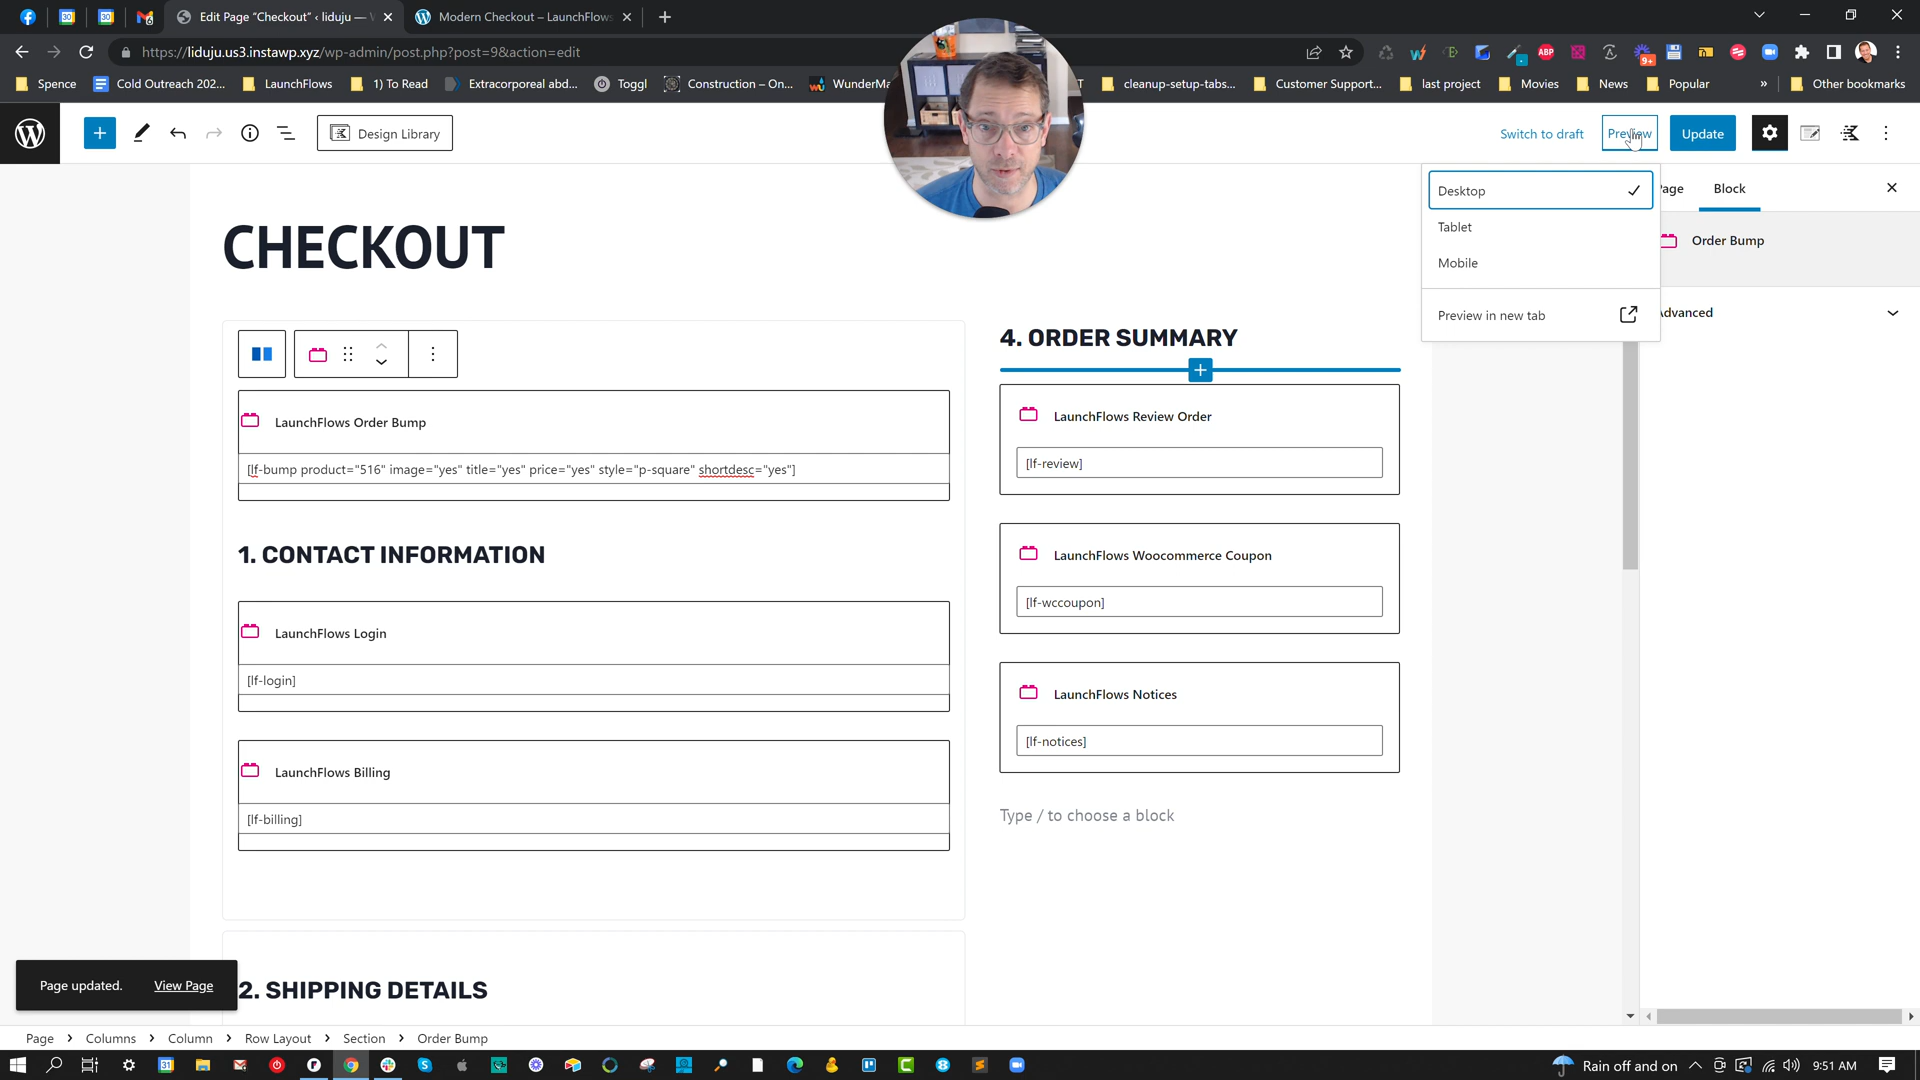 Edit Page “Checkout” ‹ liduju —
Modern Checkout – LaunchFlows
https://liduju.us3.instawp.xyz/wp-admin/post.php?post=9&action=edit
9+
Spence
Cold Outreach 202...
LaunchFlows
1) To Read
Extracorporeal abd...
Toggl
Construction – On...
WunderMa
T
cleanup-setup-tabs...
Customer Support...
last project
Movies
News
Popular
»
Other bookmarks
Design Library
Switch to draft
Preview
Update
Desktop
Tablet
Mobile
Preview in new tab
age
Block
Order Bump
dvanced
CHECKOUT
LaunchFlows Order Bump
[lf-bump product="516" image="yes" title="yes" price="yes" style="p-square" shortdesc="yes"]
1. CONTACT INFORMATION
LaunchFlows Login
[lf-login]
LaunchFlows Billing
[lf-billing]
2. SHIPPING DETAILS
4. ORDER SUMMARY
LaunchFlows Review Order
[lf-review]
LaunchFlows Woocommerce Coupon
[lf-wccoupon]
LaunchFlows Notices
[lf-notices]
Type / to choose a block
Page updated. View Page
Page > Columns > Column > Row Layout > Section > Order Bump
Rain off and on
9:51 AM